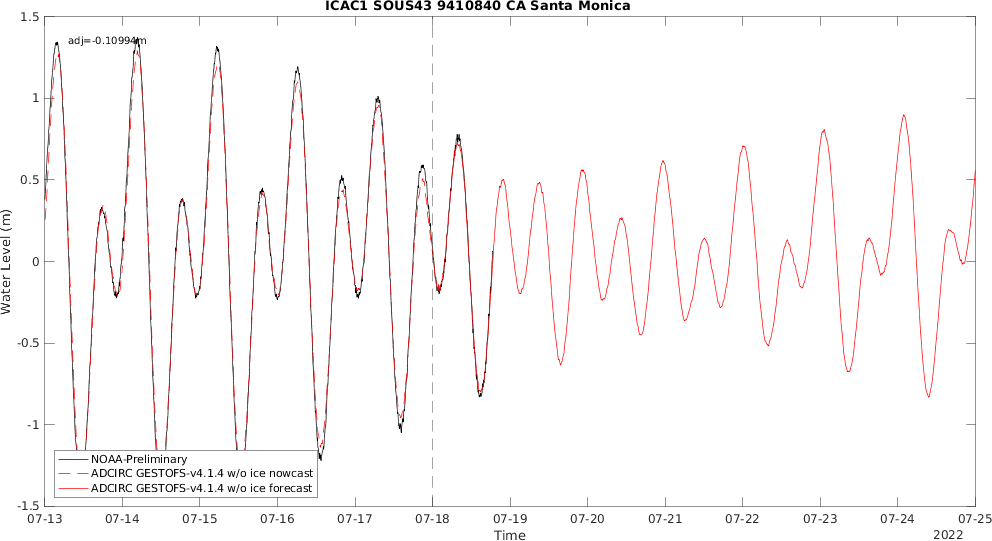 ICAC1 SOUS43 9410840 CA Santa Monica
adj=-0.10994m
1.5
1
0.5
0
-0.5
-1
-1.5
Water Level (m)
NOAA-Preliminary
ADCIRC GESTOFS-v4.1.4 w/o ice nowcast
ADCIRC GESTOFS-v4.1.4 w/o ice forecast
07-13 07-14 07-15 07-16 07-17 07-18 07-19 07-20 07-21 07-22 07-23 07-24 07-25
Time
2022